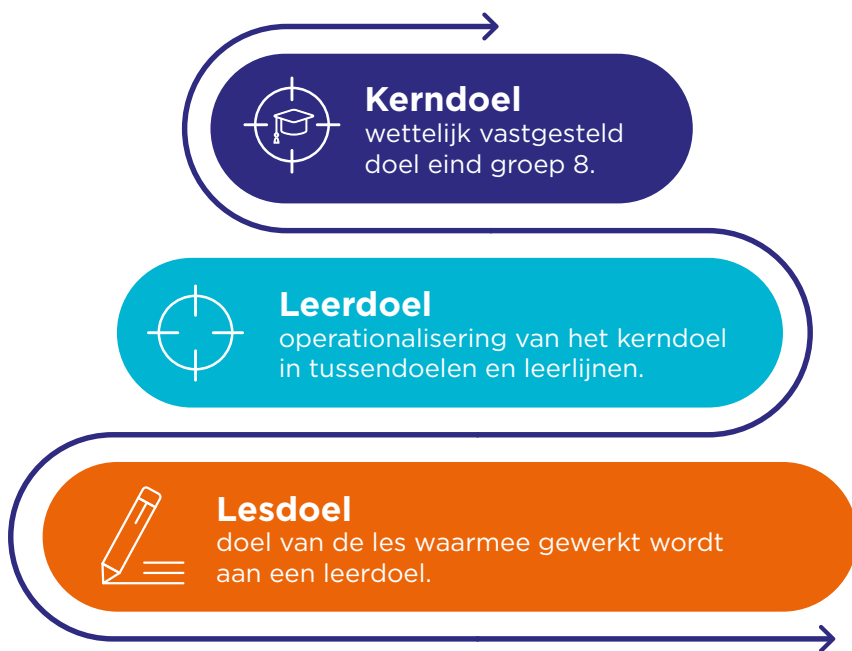 Kerndoel
wettelijk vastgesteld
doel eind groep 8.
Leerdoel
operationalisering van het kerndoel
in tussendoelen en leerlijnen.
Lesdoel
doel van de les waarmee gewerkt wordt
aan een leerdoel.